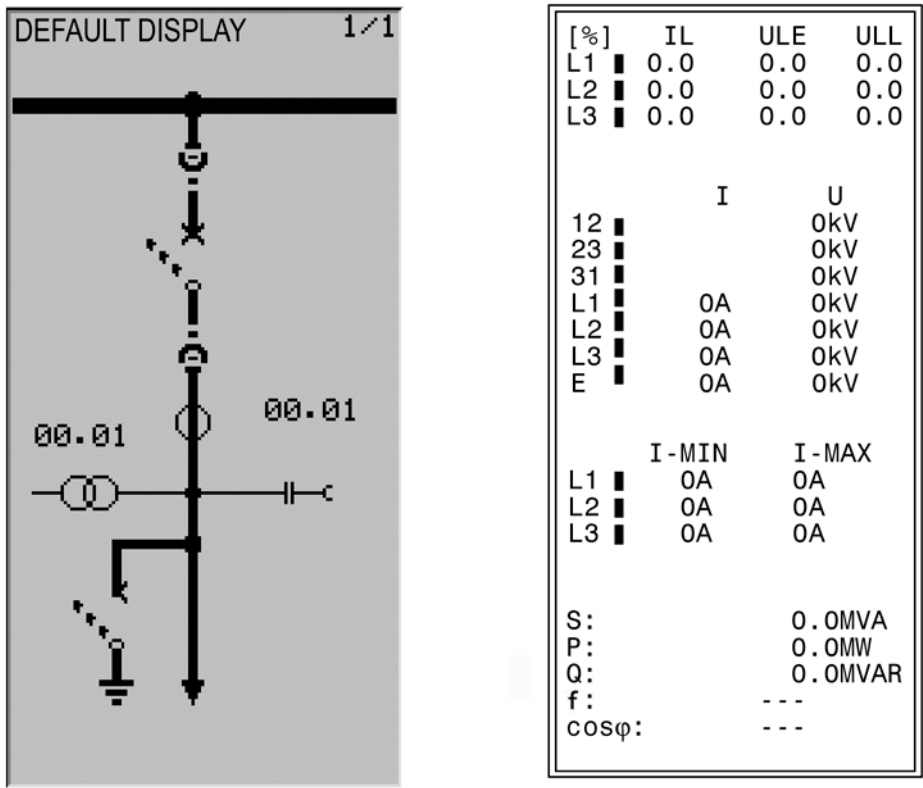 DEFAULT DISPLAY 1/1
00.01
00.01
[%] IL ULE ULL
L1 0.0 0.0 0.0
L2 0.0 0.0 0.0
L3 0.0 0.0 0.0
I U
12 0kV
23 0kV
31 0kV
L1 0A 0kV
L2 0A 0kV
L3 0A 0kV
E 0A 0kV
I-MIN I-MAX
L1 0A 0A
L2 0A 0A
L3 0A 0A
S: 0.0MVA
P: 0.0MW
Q: 0.0MVAR
f: ---
cosφ: ---